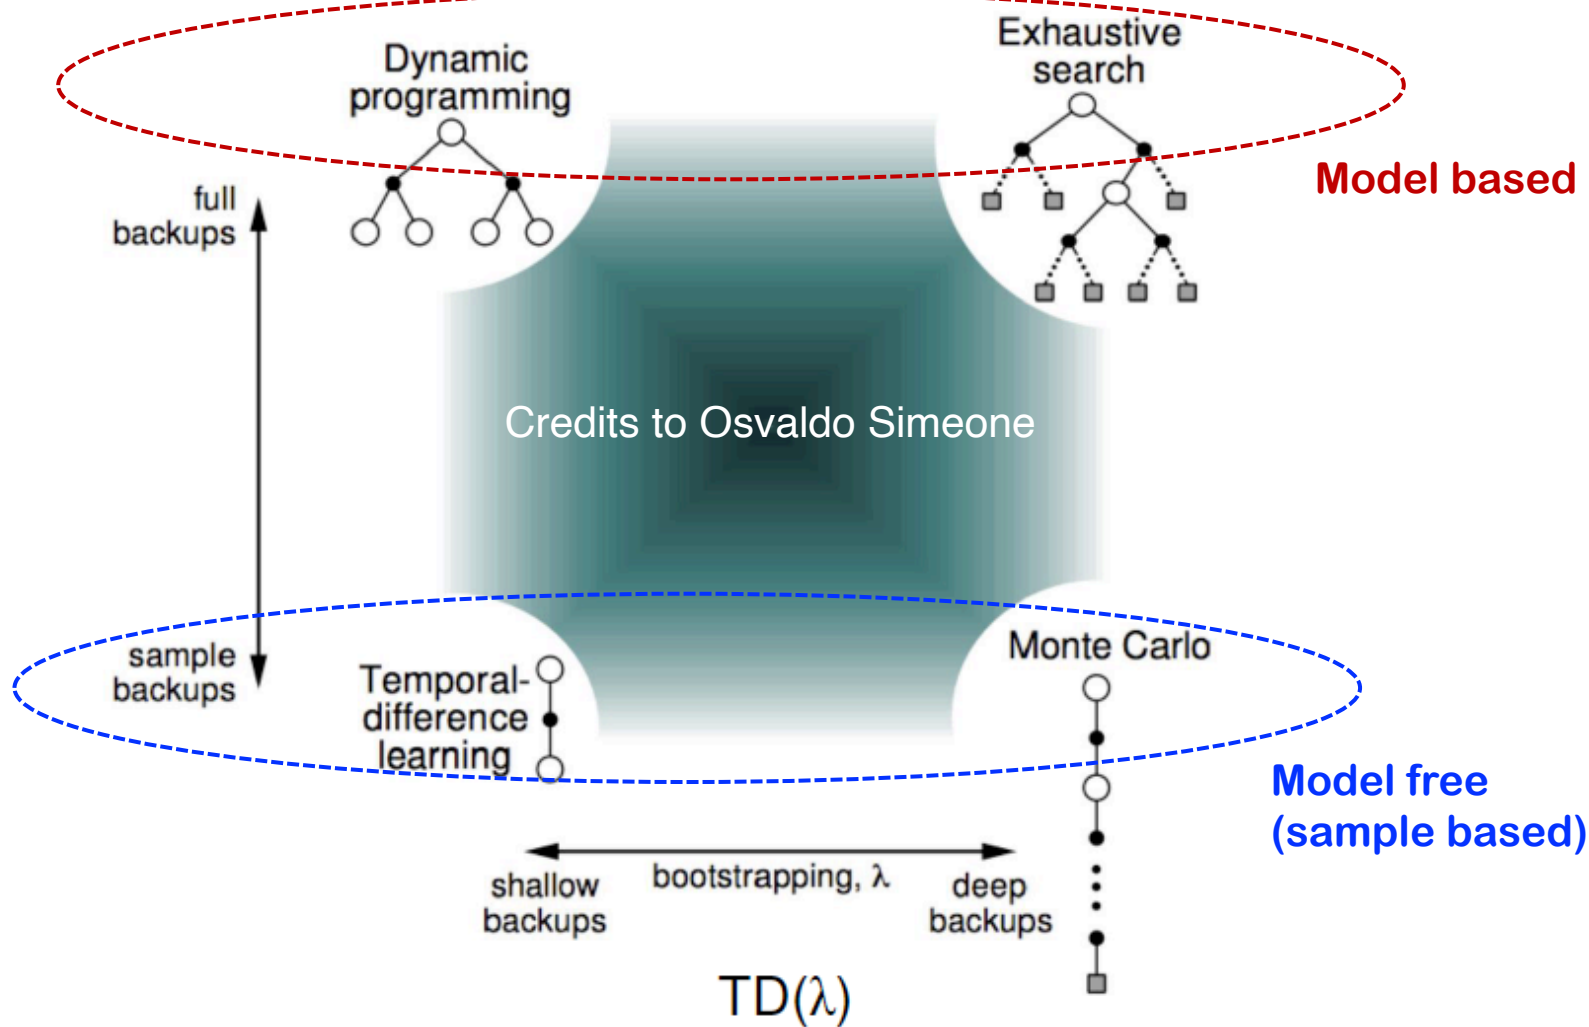 Dynamic
programming
Exhaustive
search
Model based
full
backups
Credits to Osvaldo Simeone
sample
backups
Temporal-
difference
learning
Monte Carlo
Model free
(sample based)
shallow
backups
bootstrapping, λ
deep
backups
TD(λ)